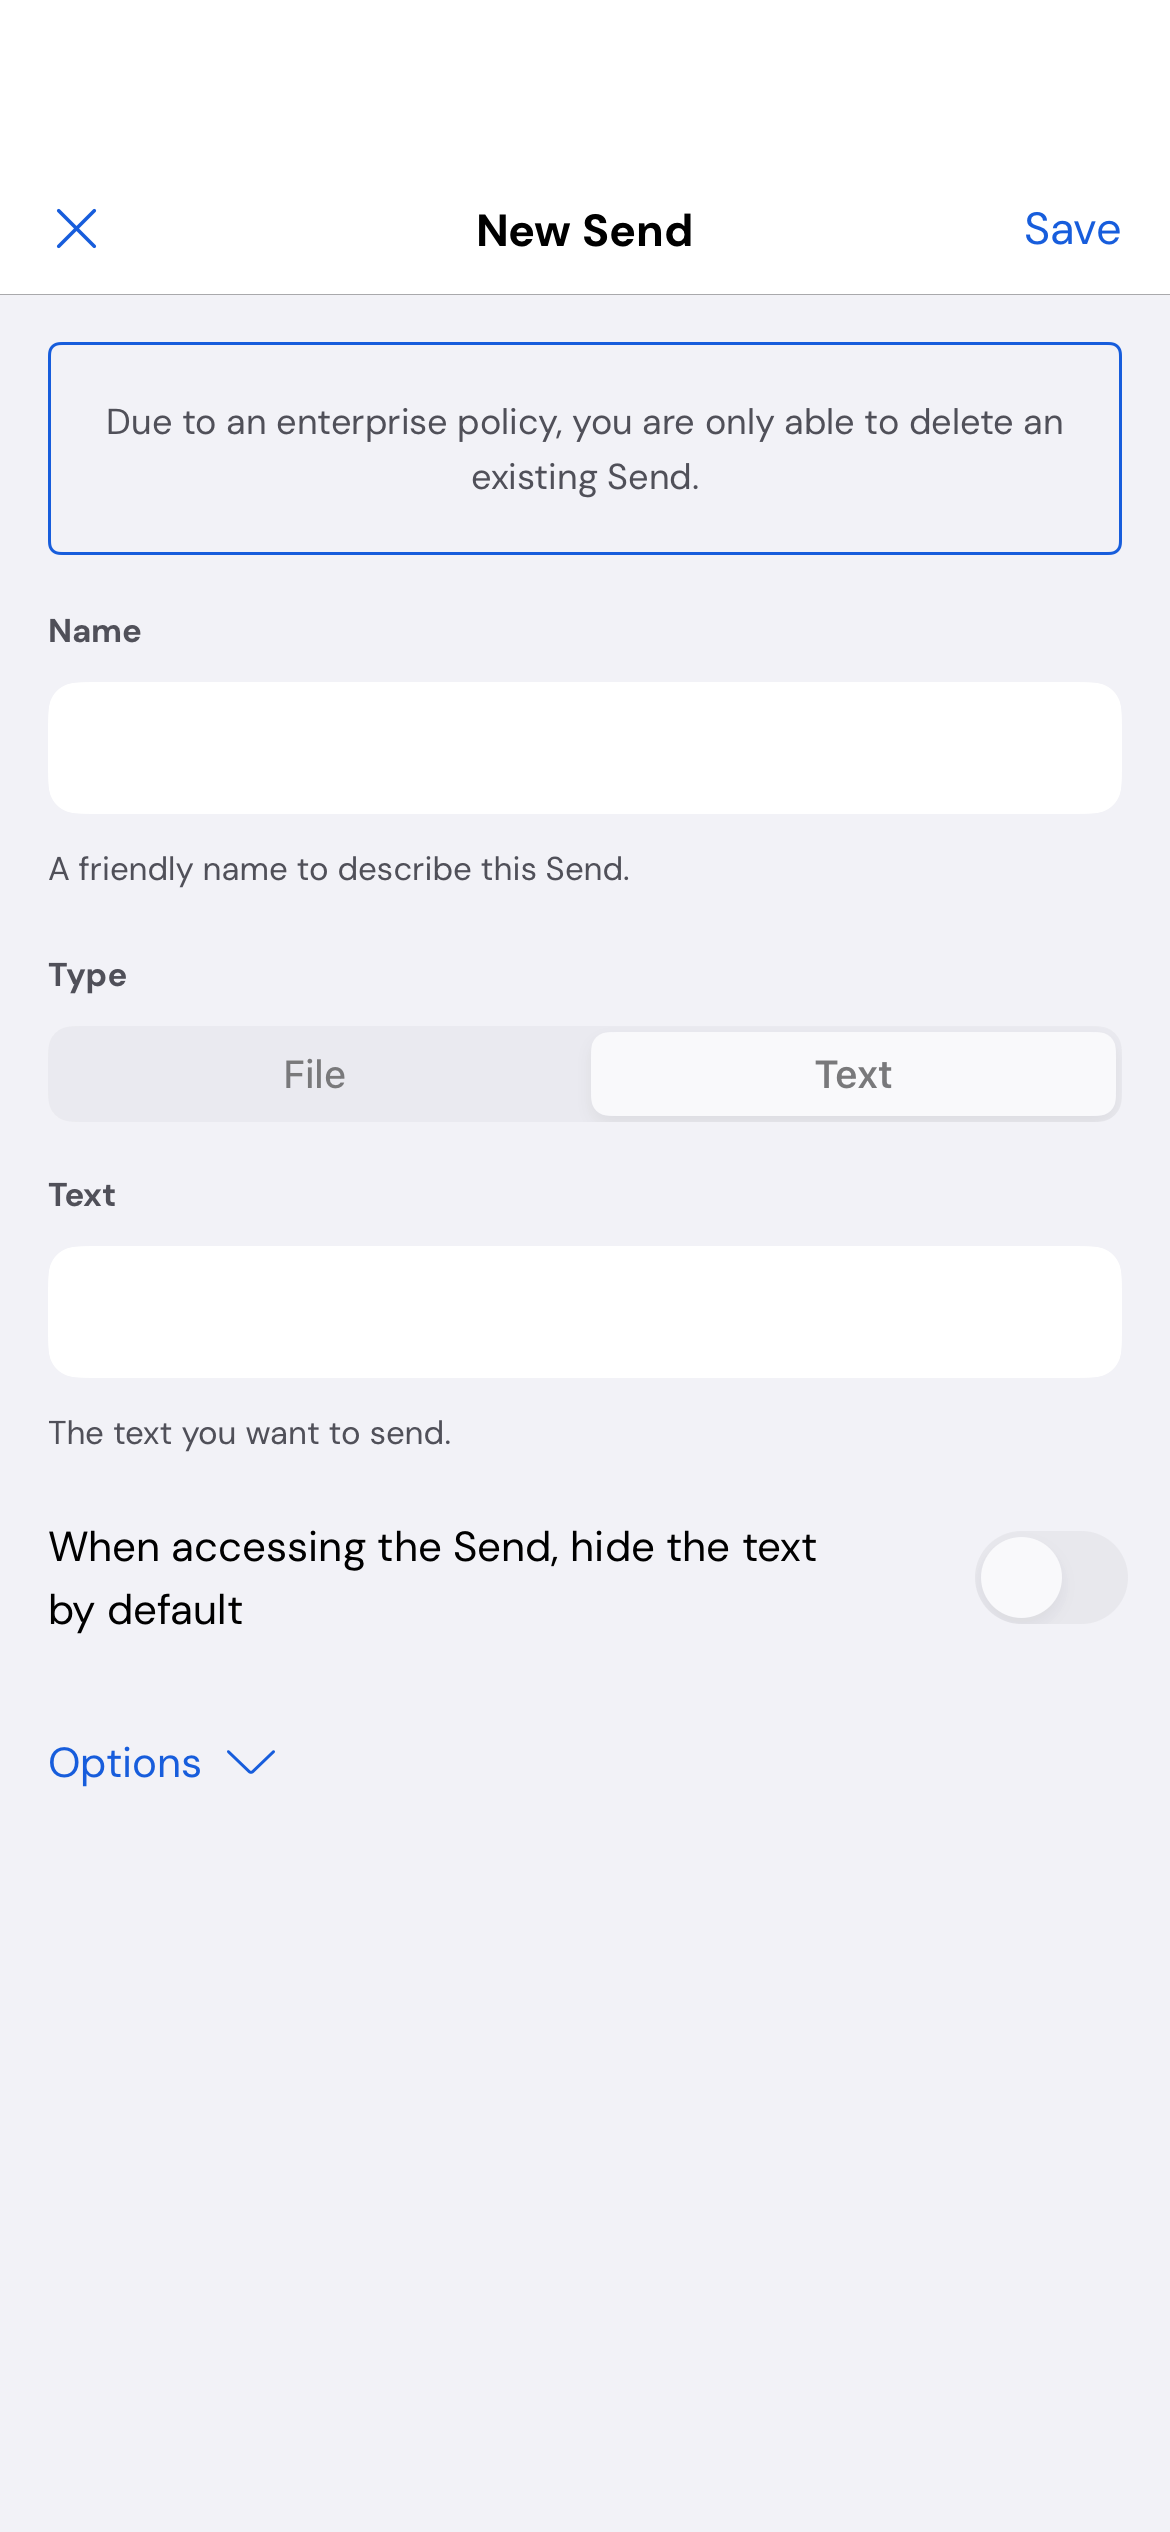 New Send
Save
Due to an enterprise policy, you are only able to delete an
existing Send.
Name
A friendly name to describe this Send.
Type
File
Text
Text
The text you want to send.
When accessing the Send, hide the text
by default
Options